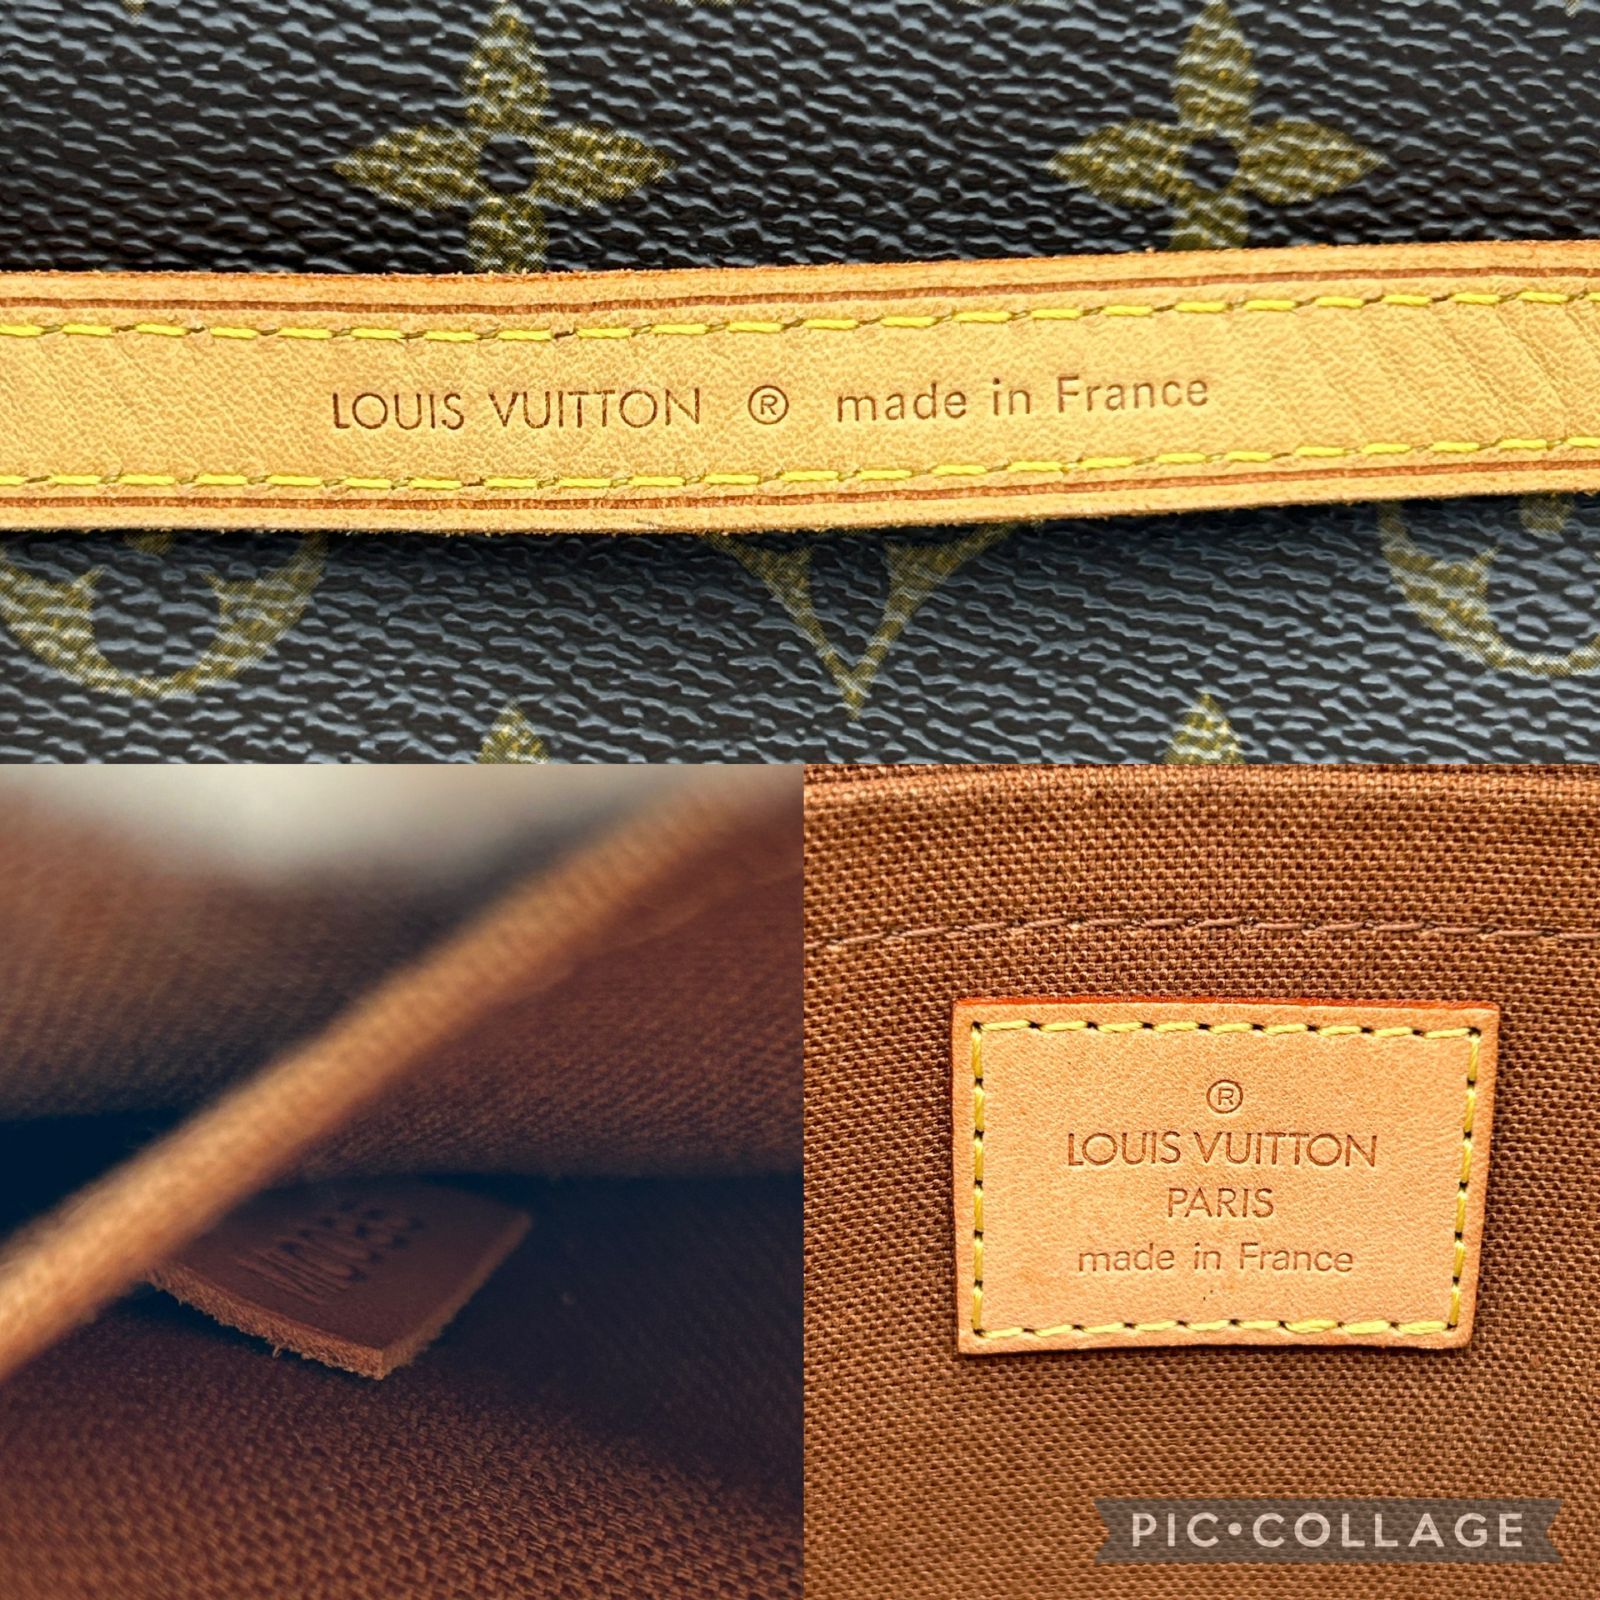 LOUIS VUITTON ® made in France
®
LOUIS VUITTON
PARIS
made in France
PIC•COLLAGE